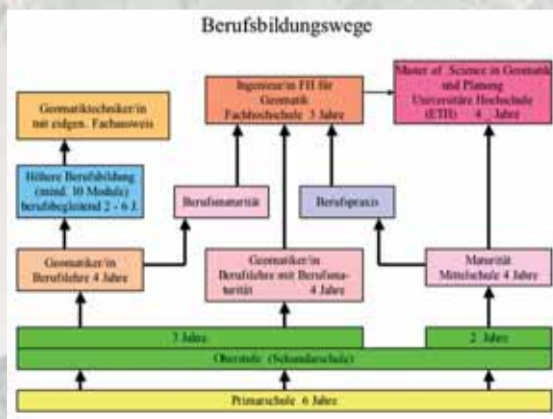 Berufsbildungswege
Ingenieur/in FH für
Geomatik
Fachhochschule 3 Jahre
Master of Science in Geomatik
und Planung
Universitäre Hochschule
(ETH) 4 Jahre
Geomatiktechniker/in
mit eidgen. Fachausweis
Höhere Berufsbildung
(mind. 10 Module)
berufsbegleitend 2 - 6 J.
Berufsmaturität
Berufspraxis
Geomatiker/in
Berufslehre 4 Jahre
Geomatiker/in
Berufslehre mit Berufsma-
turität 4 Jahre
Maturität
Mittelschule 4 Jahre
3 Jahre
2 Jahre
Oberstufe (Sekundarschule)
Primarschule 6 Jahre